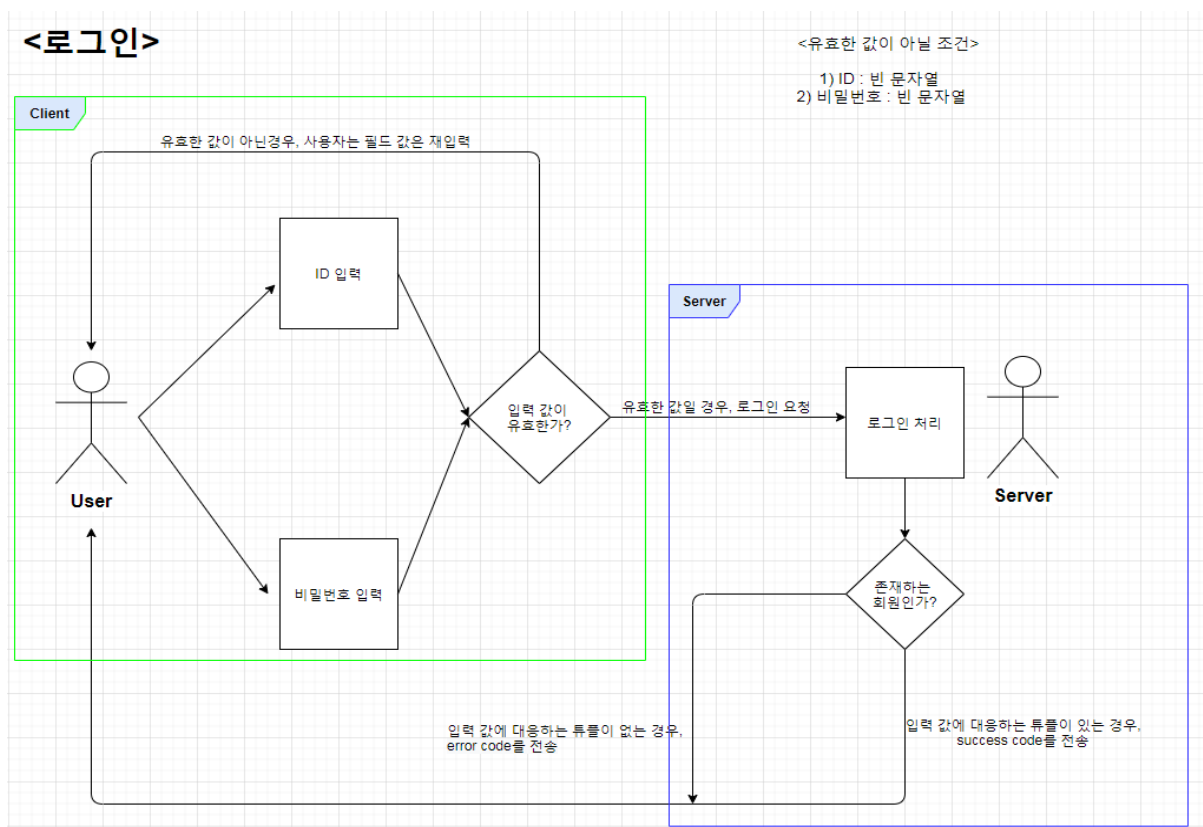 <로그인>
<유효한 값이 아닐 조건>
1) ID : 빈 문자열
2) 비밀번호 : 빈 문자열
Client
유효한 값이 아닌경우, 사용자는 필드 값은 재입력
ID 입력
Server
입력 값이
유효한가?
유효한 값일 경우, 로그인 요청
로그인 처리
User
Server
비밀번호 입력
존재하는
회원인가?
입력 값에 대응하는 튜플이 없는 경우,
error code를 전송
입력 값에 대응하는 튜플이 있는 경우,
success code를 전송